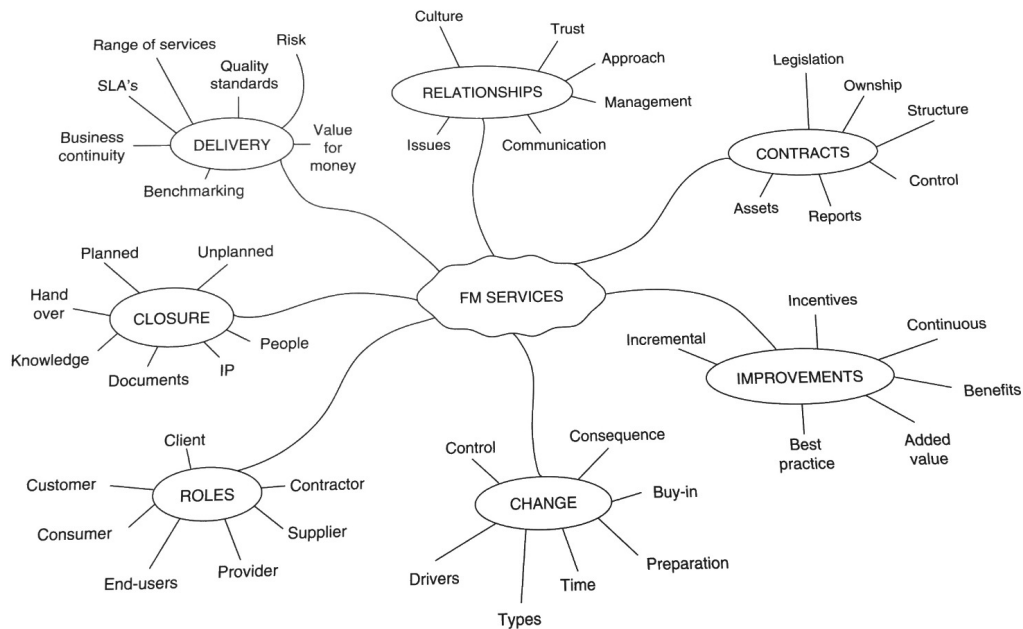 Culture
Trust
Approach
RELATIONSHIPS
Management
Issues
Communication
Range of services
Risk
SLA's
Quality
standards
Business
continuity
DELIVERY
Value
for
money
Benchmarking
Legislation
Ownship
Structure
CONTRACTS
Control
Assets
Reports
FM SERVICES
Planned
Unplanned
Hand
over
CLOSURE
People
Knowledge
Documents
IP
Incentives
Incremental
Continuous
IMPROVEMENTS
Benefits
Best
practice
Added
value
Client
Customer
ROLES
Contractor
Consumer
Supplier
End-users
Provider
Control
Consequence
CHANGE
Buy-in
Drivers
Preparation
Time
Types